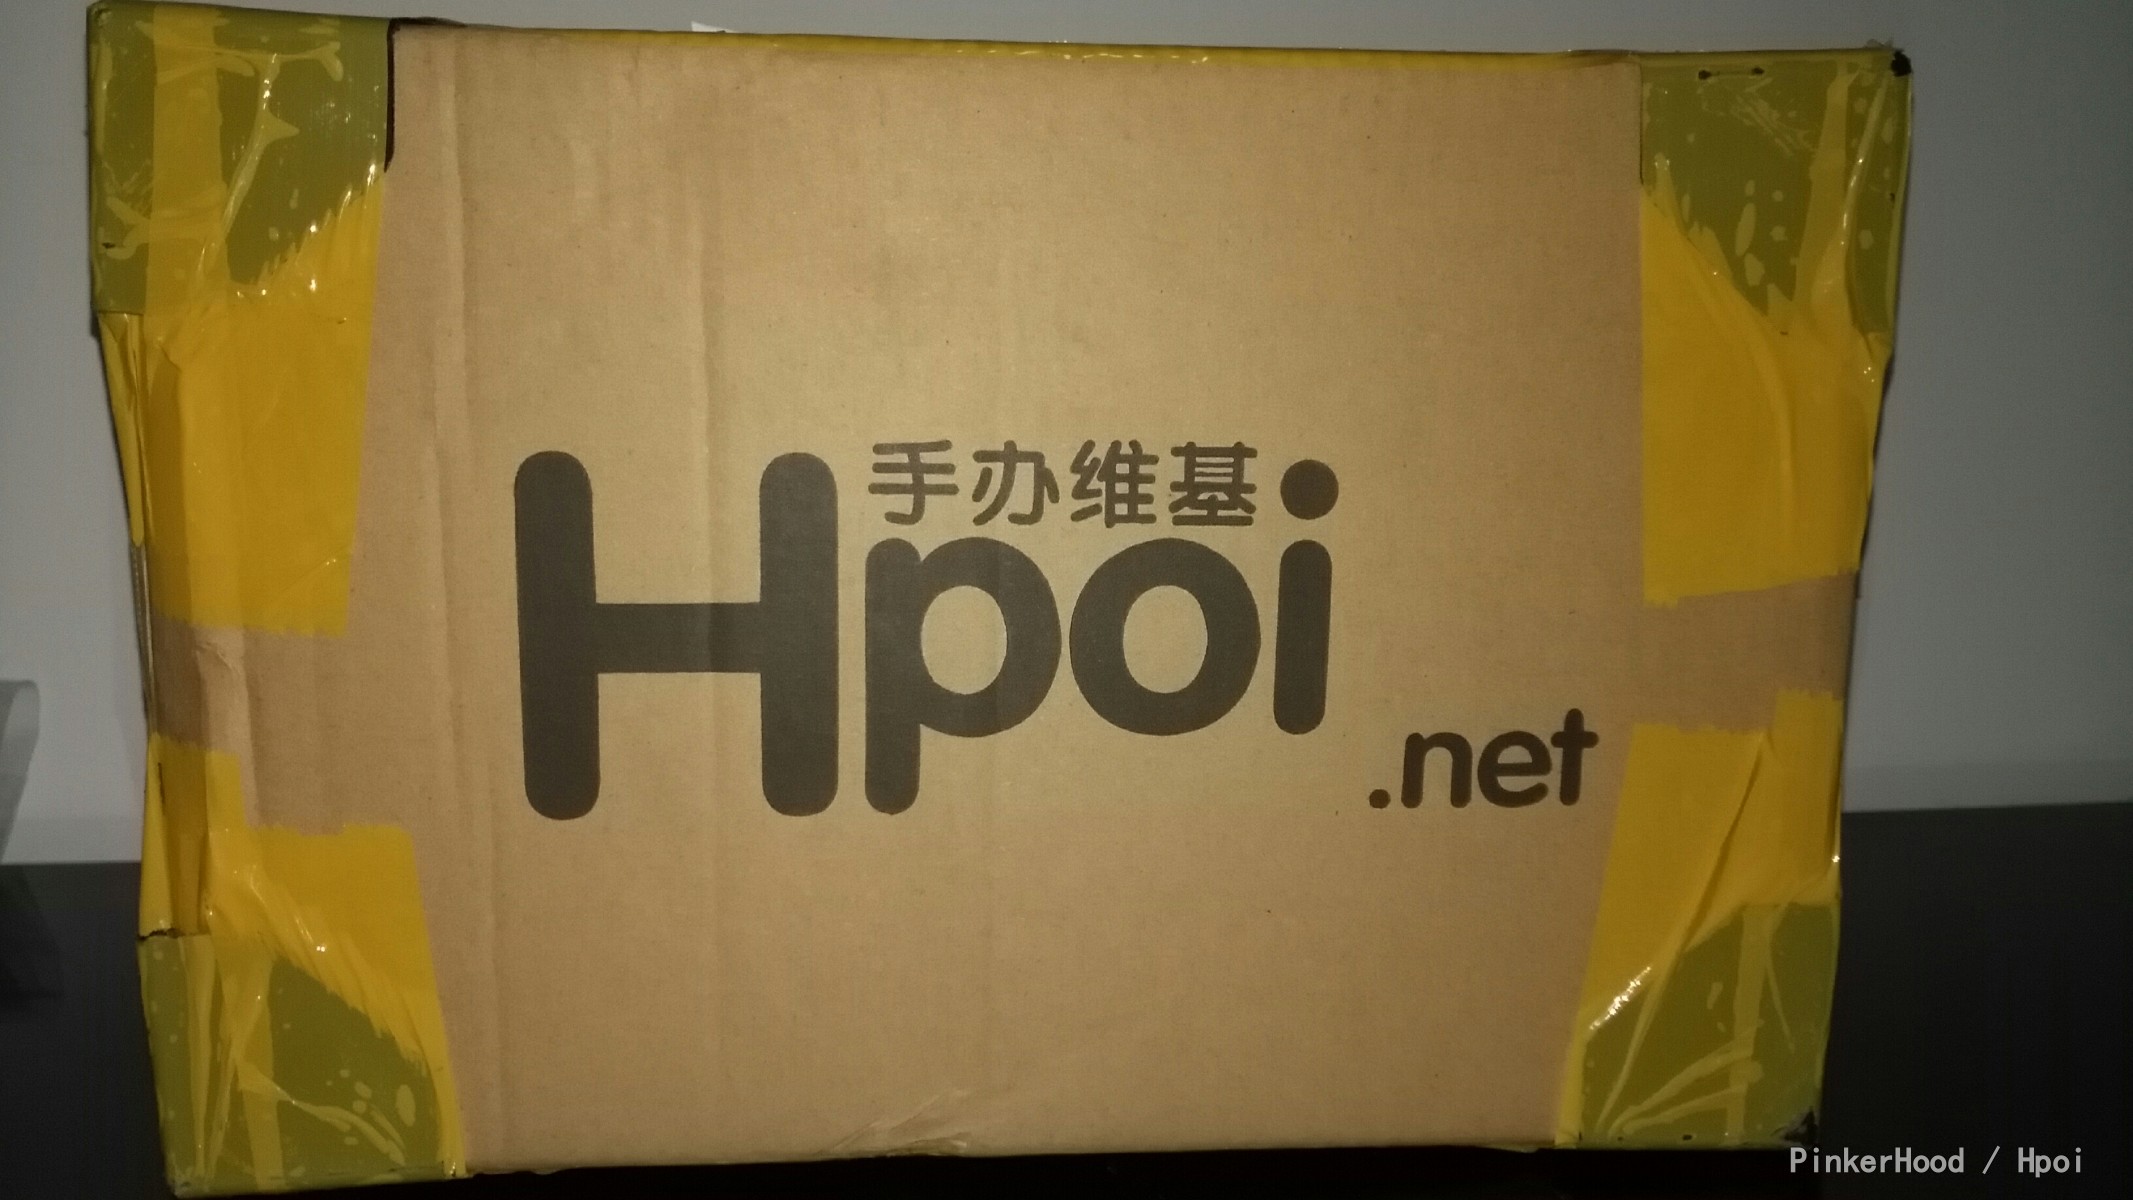 手办维基
Hpoi
.net
PinkerHood / Hpoi